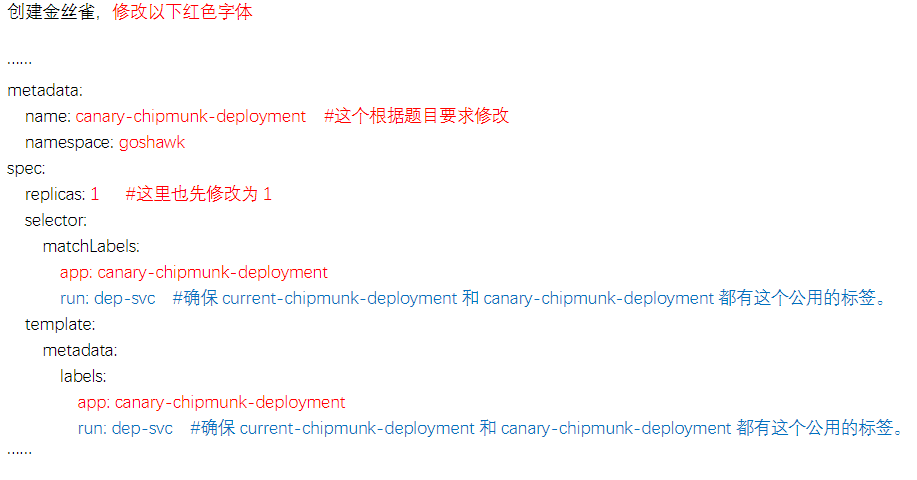 创建金丝雀，修改以下红色字体
……
metadata:
name: canary-chipmunk-deployment #这个根据题目要求修改
namespace: goshawk
spec:
replicas: 1 #这里也先修改为 1
selector:
matchLabels:
app: canary-chipmunk-deployment
run: dep-svc #确保 current-chipmunk-deployment 和 canary-chipmunk-deployment 都有这个公用的标签。
template:
metadata:
labels:
app: canary-chipmunk-deployment
run: dep-svc #确保 current-chipmunk-deployment 和 canary-chipmunk-deployment 都有这个公用的标签。
……